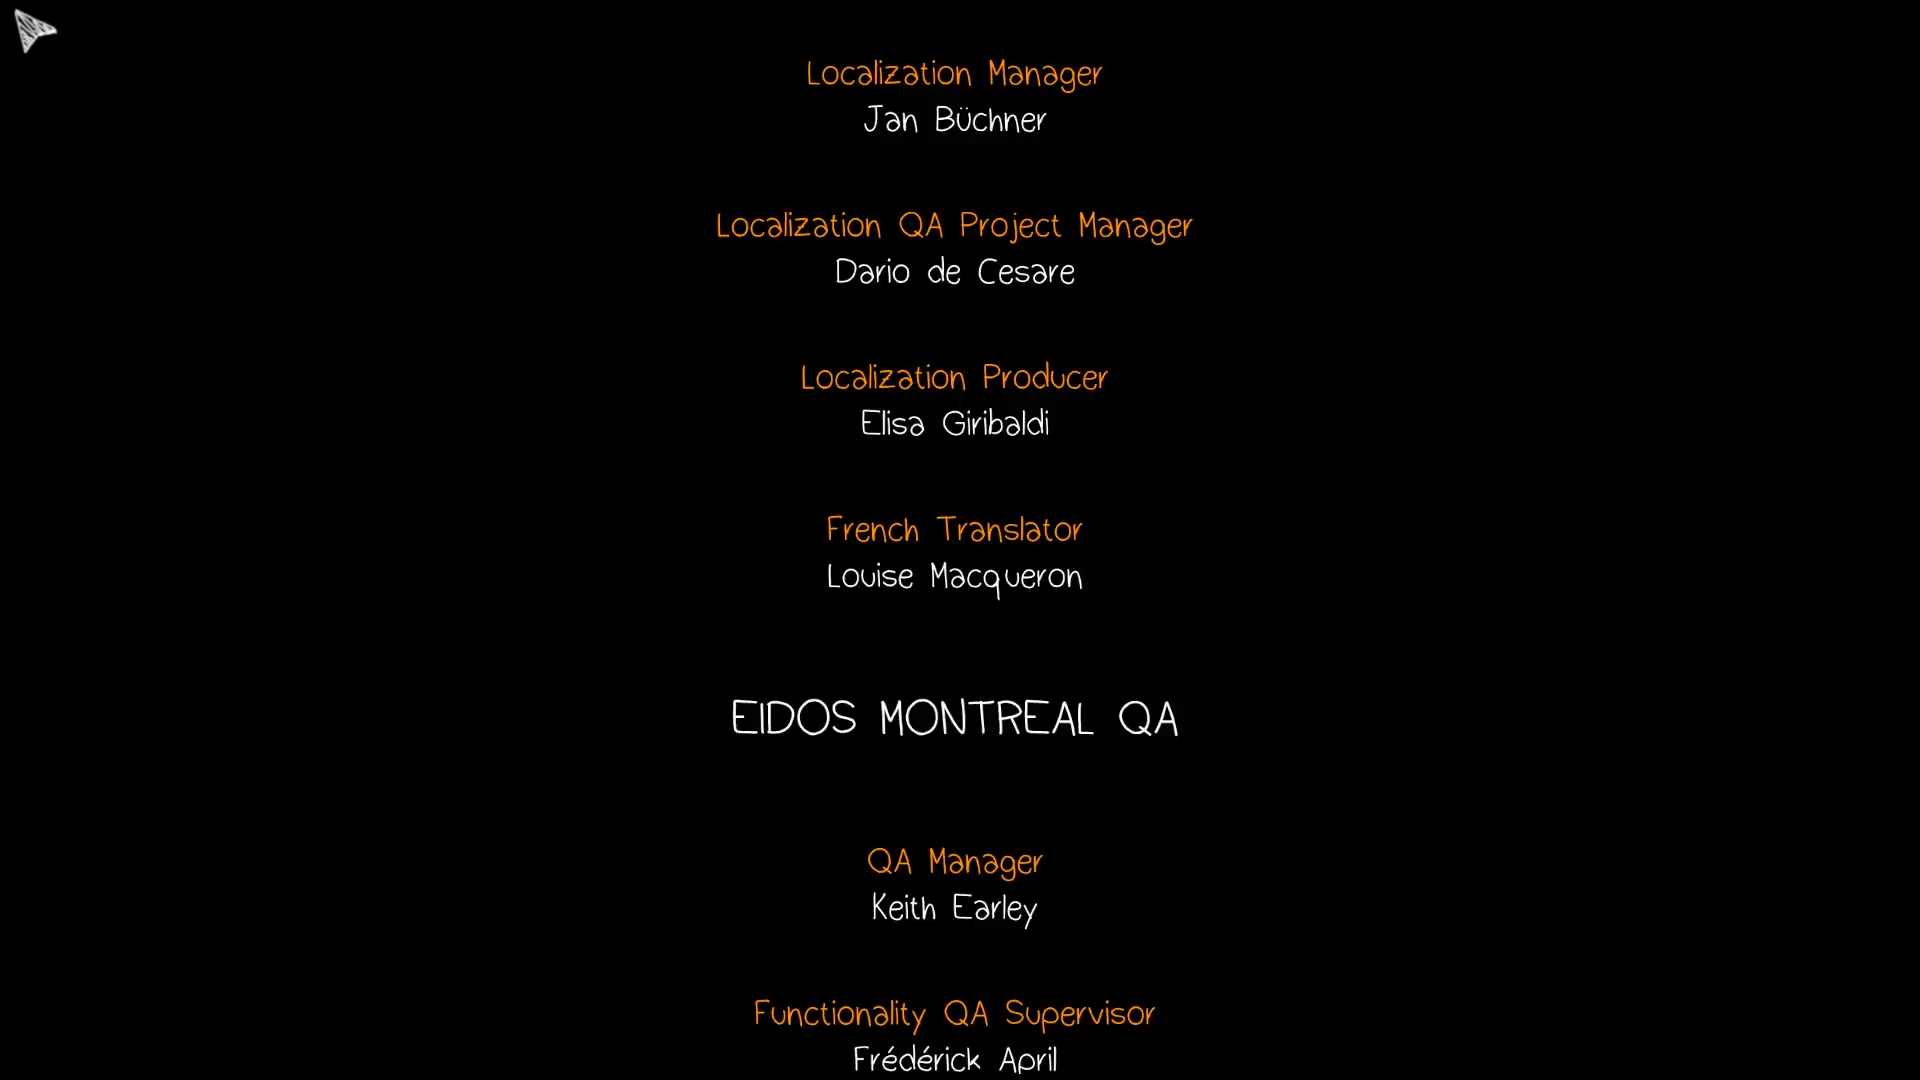 Localization Manager
Jan Büchner
Localization QA Project Manager
Dario de Cesare
Localization Producer
Elisa Giribaldi
French Translator
Louise Macqueron
EIDOS MONTREAL QA
QA Manager
Keith Earley
Functionality QA Supervisor
Frédérick April